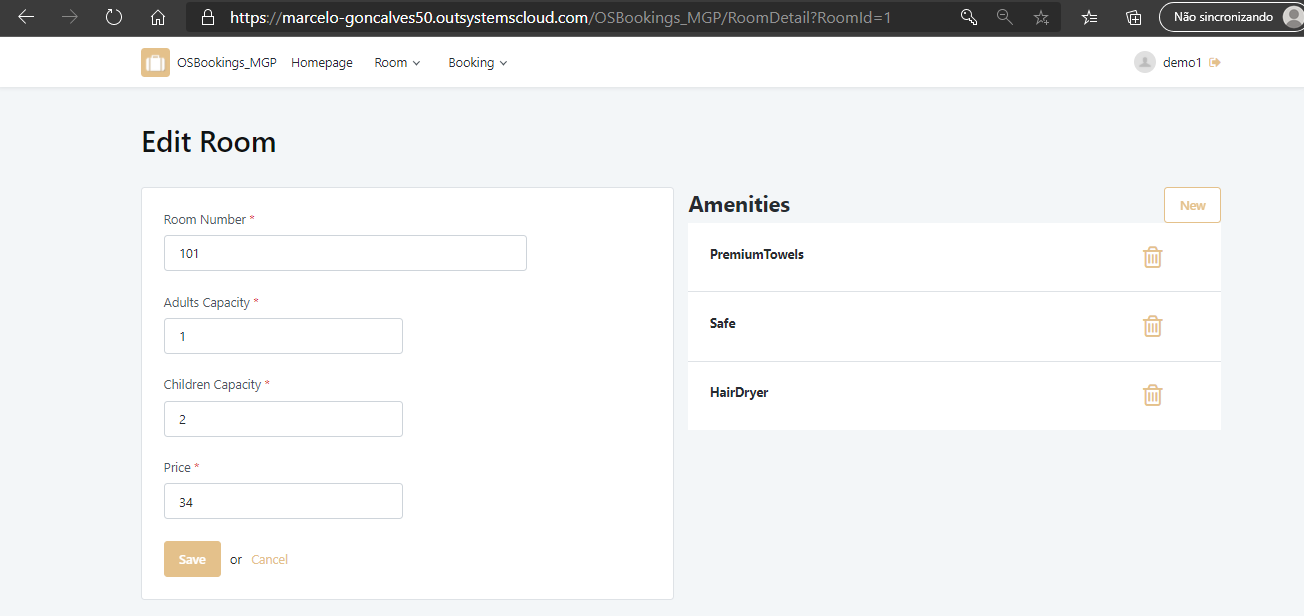 https://marcelo-goncalves50.outsystemscloud.com/OSBookings_MGP/RoomDetail?RoomId=1
Não sincronizando
OSBookings_MGP Homepage Room Booking demo1
Edit Room
Room Number *
101
Adults Capacity *
1
Children Capacity *
2
Price *
34
Save or Cancel
Amenities New
PremiumTowels
Safe
HairDryer